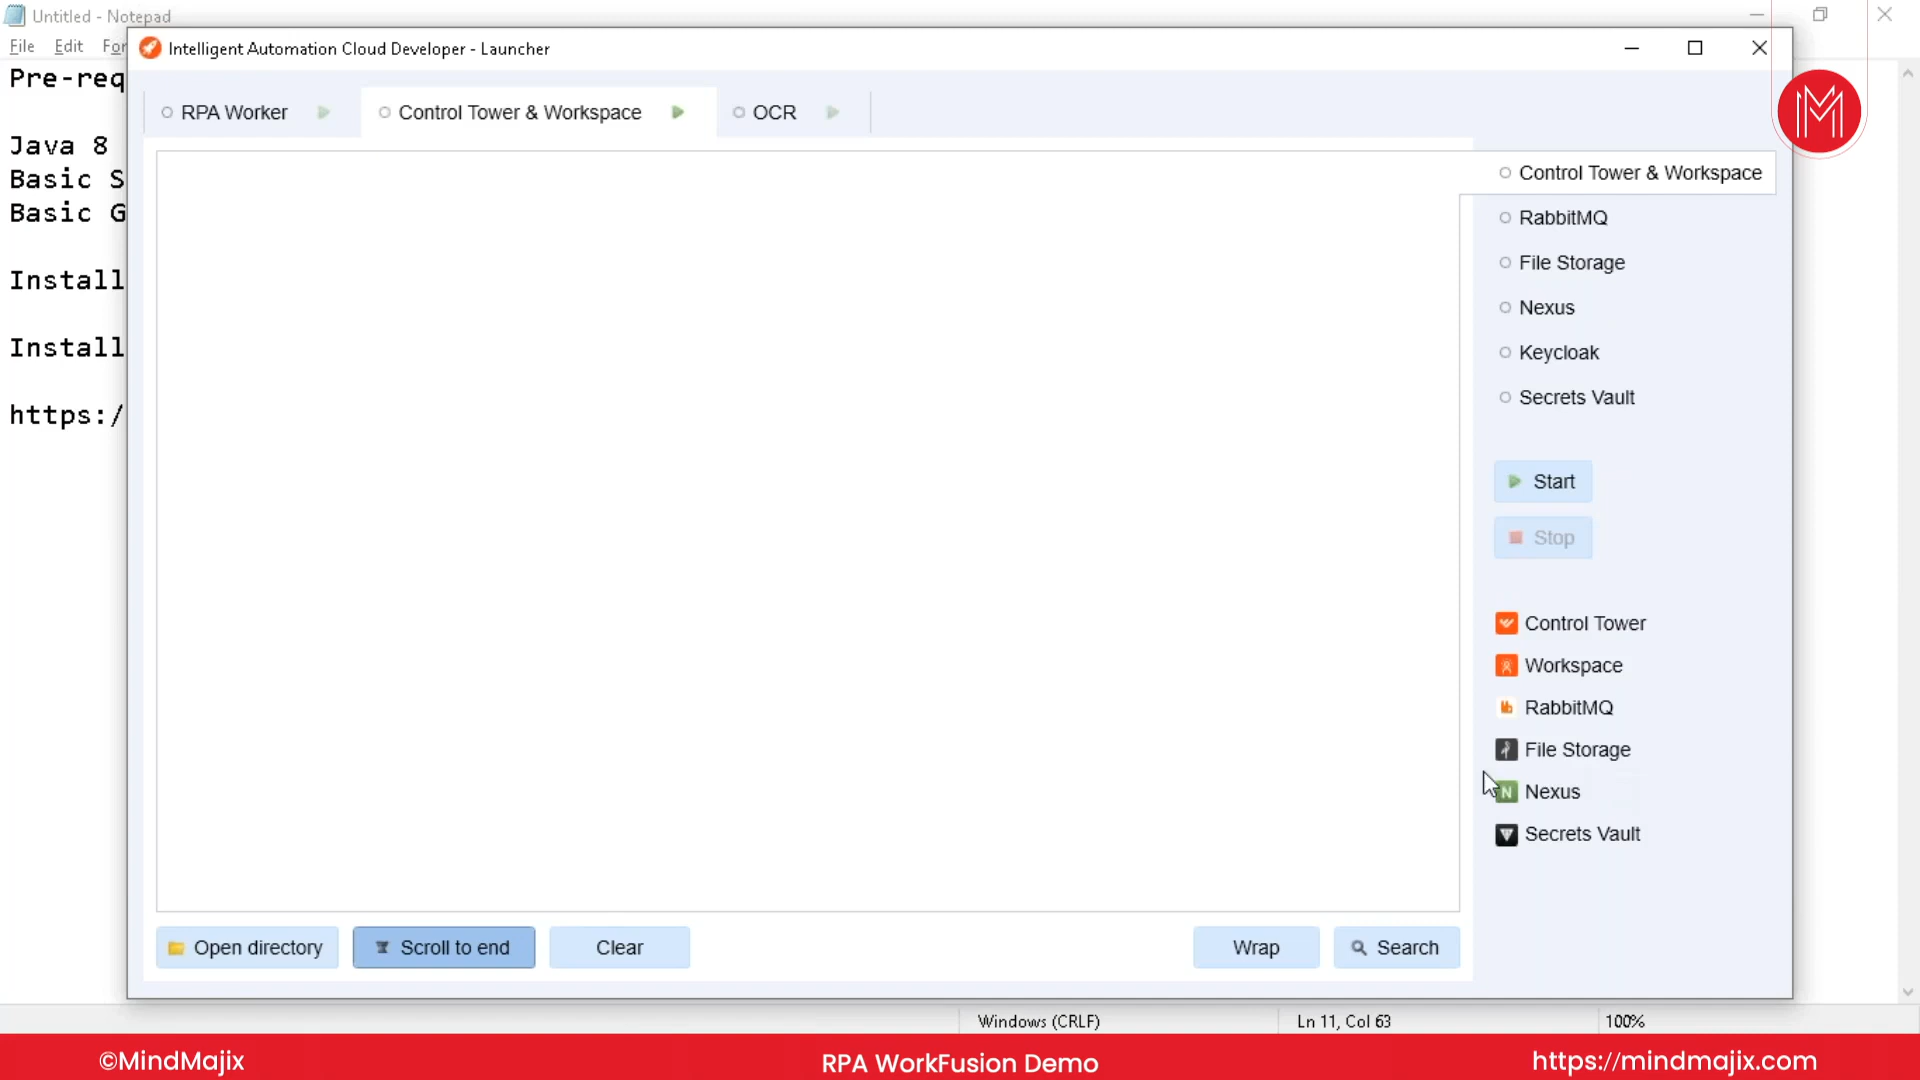 Untitled - Notepad
File Edit For
Intelligent Automation Cloud Developer - Launcher
Pre-req
Java 8
Basic S
Basic G
Install
Install
https:/
RPA Worker
Control Tower & Workspace
OCR
Control Tower & Workspace
RabbitMQ
File Storage
Nexus
Keycloak
Secrets Vault
Start
Stop
Control Tower
Workspace
RabbitMQ
File Storage
Nexus
Secrets Vault
Open directory
Scroll to end
Clear
Wrap
Search
Windows (CRLF)
Ln 11, Col 63
100%
©MindMajix
RPA WorkFusion Demo
https://mindmajix.com